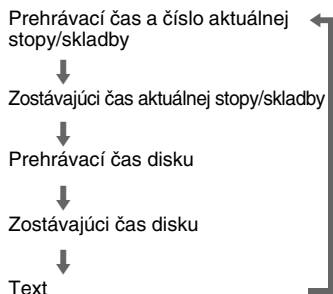 Prehrávací čas a číslo aktuálnej
stopy/skladby
Zostávajúci čas aktuálnej stopy/skladby
Prehrávací čas disku
Zostávajúci čas disku
Text